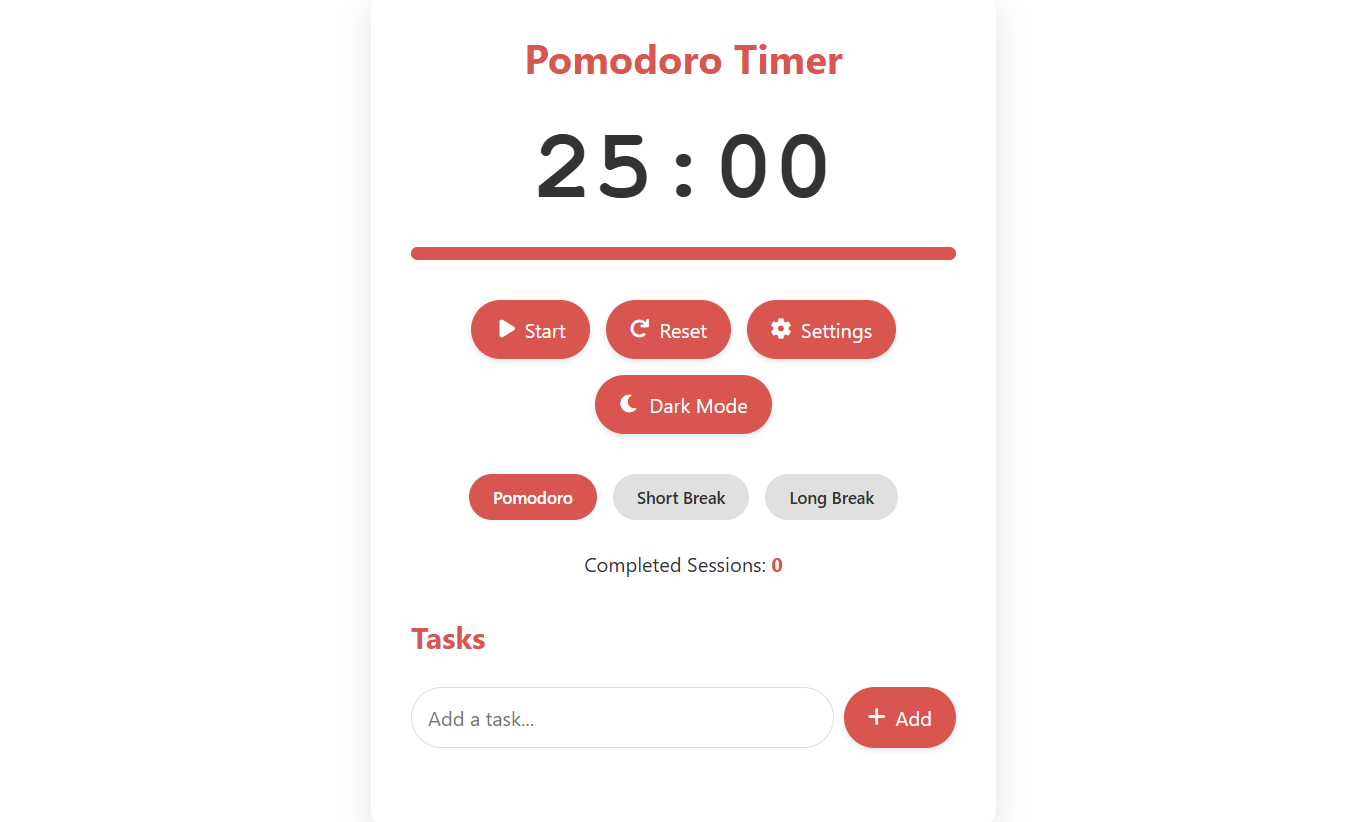 Pomodoro Timer
25:00
Start Reset Settings
Dark Mode
Pomodoro Short Break Long Break
Completed Sessions: 0
Tasks
Add a task... Add